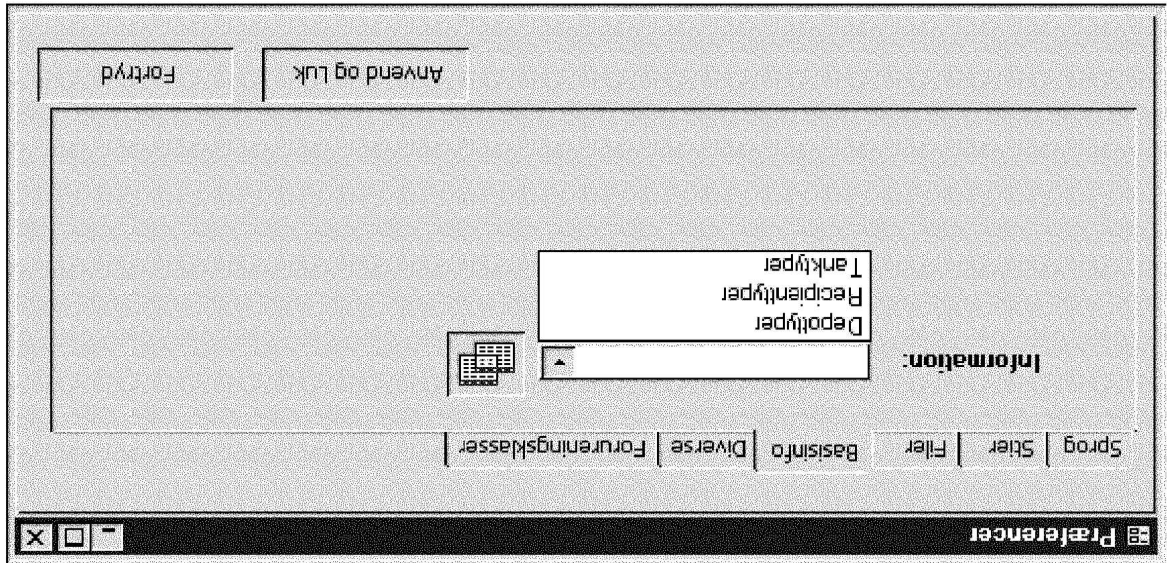 Præferencer
Sprog Stier Filer Basisinfo Diverse Forureningsklasser
Information:
Depottyper
Recipienttyper
Tanktyper
Anvend og Luk Fortryd